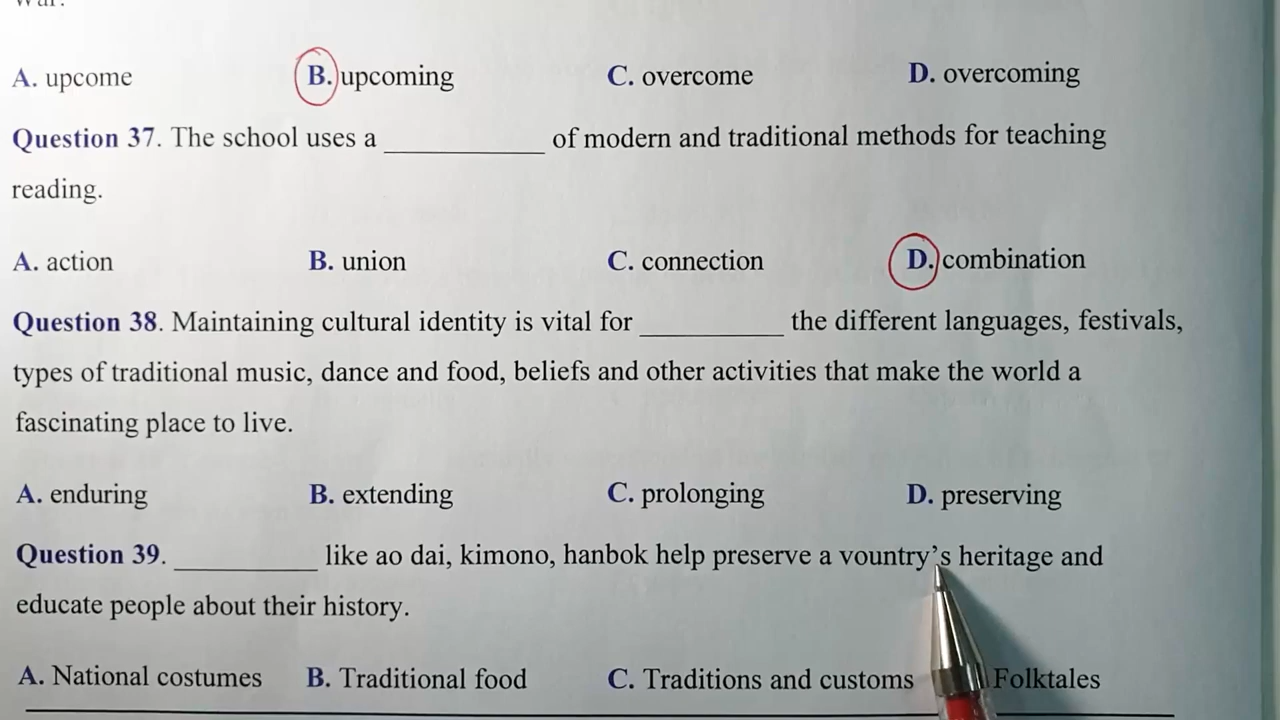 A. upcome B. upcoming C. overcome D. overcoming
Question 37. The school uses a __________ of modern and traditional methods for teaching
reading.
A. action B. union C. connection D. combination
Question 38. Maintaining cultural identity is vital for __________ the different languages, festivals,
types of traditional music, dance and food, beliefs and other activities that make the world a
fascinating place to live.
A. enduring B. extending C. prolonging D. preserving
Question 39. __________ like ao dai, kimono, hanbok help preserve a vountry's heritage and
educate people about their history.
A. National costumes B. Traditional food C. Traditions and customs Folktales